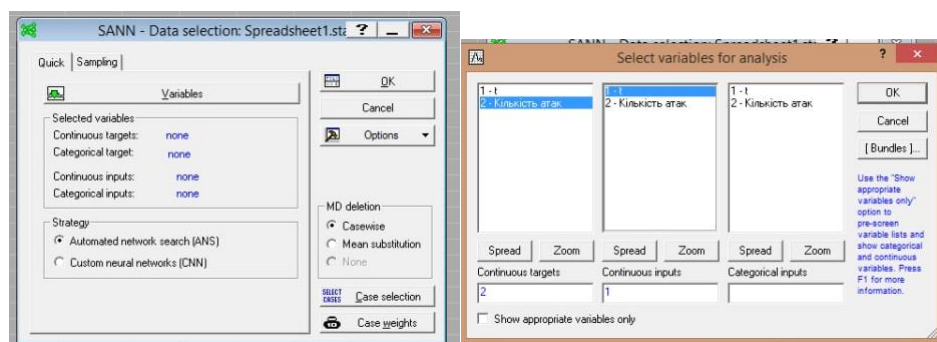 SANN - Data selection: Spreadsheet1.sta
Quick
Sampling
Variables
Selected variables
Continuous targets: none
Categorical target: none
Continuous inputs: none
Categorical inputs: none
Strategy
Automated network search (ANS)
Custom neural networks (CNN)
OK
Cancel
Options
MD deletion
Casewise
Mean substitution
None
SELECT CASES Case selection
Case weights
Select variables for analysis
1 - t
2 - Кількість атак
1 - t
2 - Кількість атак
1 - t
2 - Кількість атак
Spread Zoom
Spread Zoom
Spread Zoom
Continuous targets
Continuous inputs
Categorical inputs
2
1
Show appropriate variables only
OK
Cancel
[ Bundles ]...
Use the "Show
appropriate
variables only"
option to
pre-screen
variable lists and
show categorical
and continuous
variables. Press
F1 for more
information.